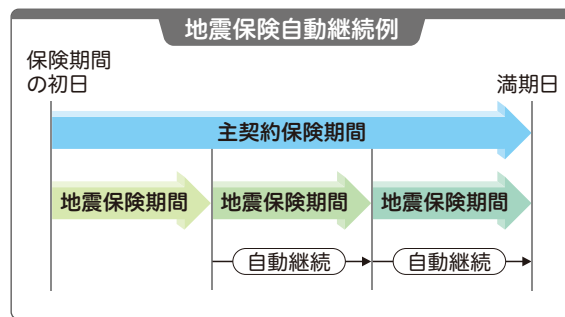 地震保険自動継続例
保険期間
の初日
満期日
主契約保険期間
地震保険期間
地震保険期間
地震保険期間
自動継続
自動継続